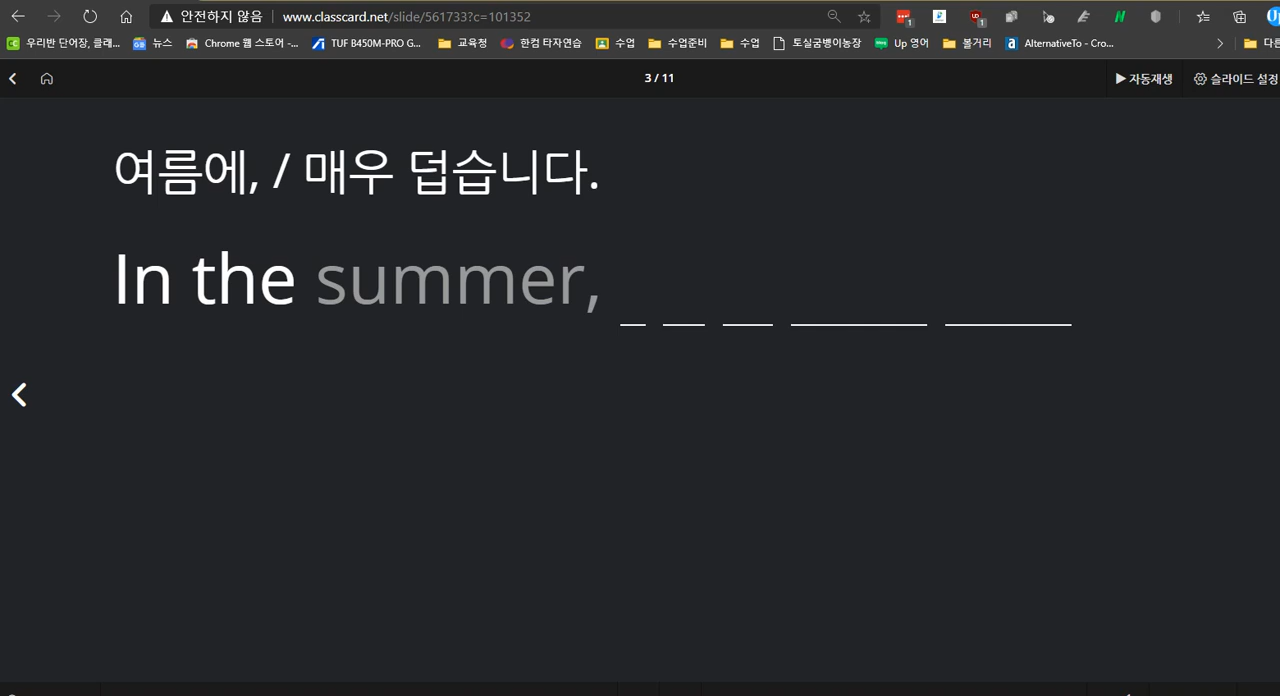 안전하지 않음 www.classcard.net/slide/561733?c=101352
우리반 단어장, 클래... 뉴스 Chrome 웹 스토어 -... TUF B450M-PRO G... 교육청 한컴 타자연습 수업 수업준비 수업 토실굼벵이농장 Up 영어 볼거리 AlternativeTo - Cro... 다른
3 / 11 자동재생 슬라이드 설정
여름에, / 매우 덥습니다.
In the summer,